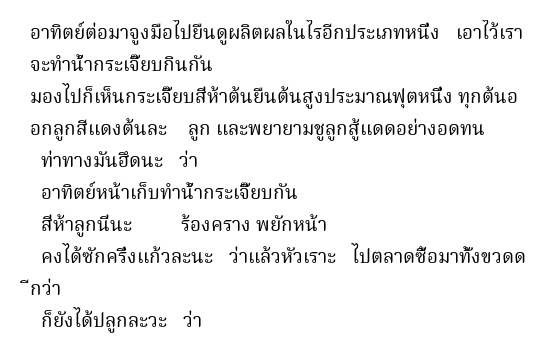 อาทิตย์ต่อมาจูงมือไปยืนดูผลิตผลในไร่อีกประเภทหนึ่ง เอาไว้เรา
จะทำน้ำกระเจี๊ยบกินกัน
มองไปก็เห็นกระเจี๊ยบสี่ห้าต้นยืนต้นสูงประมาณฟุตหนึ่ง ทุกต้นอ
อกลูกสีแดงต้นละ ลูก และพยายามชูลูกสู้แดดอย่างอดทน
ท่าทางมันฮึดนะ ว่า
อาทิตย์หน้าเก็บทำน้ำกระเจี๊ยบกัน
สี่ห้าลูกนี่นะ ร้องคราง พยักหน้า
คงได้ซักครึ่งแก้วละนะ ว่าแล้วหัวเราะ ไปตลาดซื้อมาทั้งขวดด
ีกว่า
ก็ยังได้ปลูกละวะ ว่า